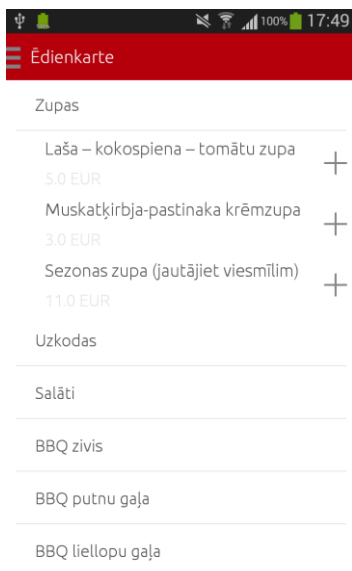 100% 17:49
Ēdienkarte
Zupas
Laša – kokospiena – tomātu zupa
5.0 EUR
Muskatķirbja-pastinaka krēmzupa
3.0 EUR
Sezonas zupa (jautājiet viesmīlim)
11.0 EUR
Uzkodas
Salāti
BBQ zivis
BBQ putnu gaļa
BBQ liellopu gaļa